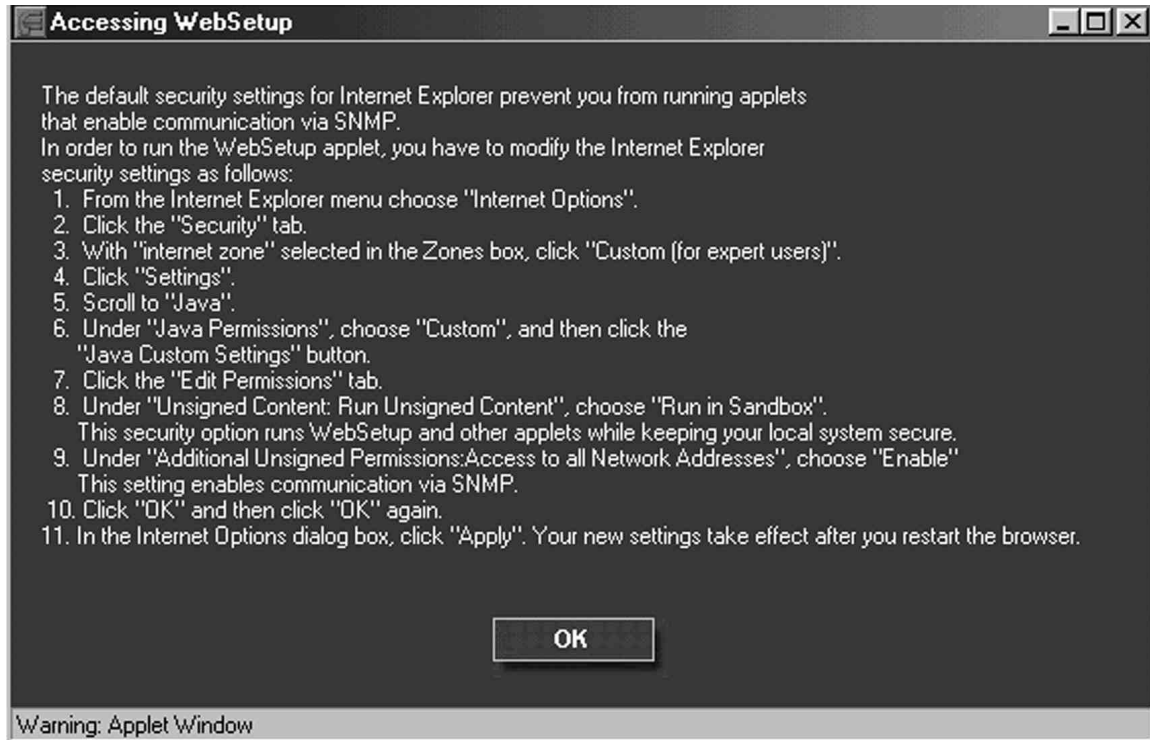 Accessing WebSetup
The default security settings for Internet Explorer prevent you from running applets
that enable communication via SNMP.
In order to run the WebSetup applet, you have to modify the Internet Explorer
security settings as follows:
1. From the Internet Explorer menu choose "Internet Options".
2. Click the "Security" tab.
3. With "internet zone" selected in the Zones box, click "Custom (for expert users)".
4. Click "Settings".
5. Scroll to "Java".
6. Under "Java Permissions", choose "Custom", and then click the
"Java Custom Settings" button.
7. Click the "Edit Permissions" tab.
8. Under "Unsigned Content: Run Unsigned Content", choose "Run in Sandbox".
This security option runs WebSetup and other applets while keeping your local system secure.
9. Under "Additional Unsigned Permissions:Access to all Network Addresses", choose "Enable"
This setting enables communication via SNMP.
10. Click "OK" and then click "OK" again.
11. In the Internet Options dialog box, click "Apply". Your new settings take effect after you restart the browser.
OK
Warning: Applet Window